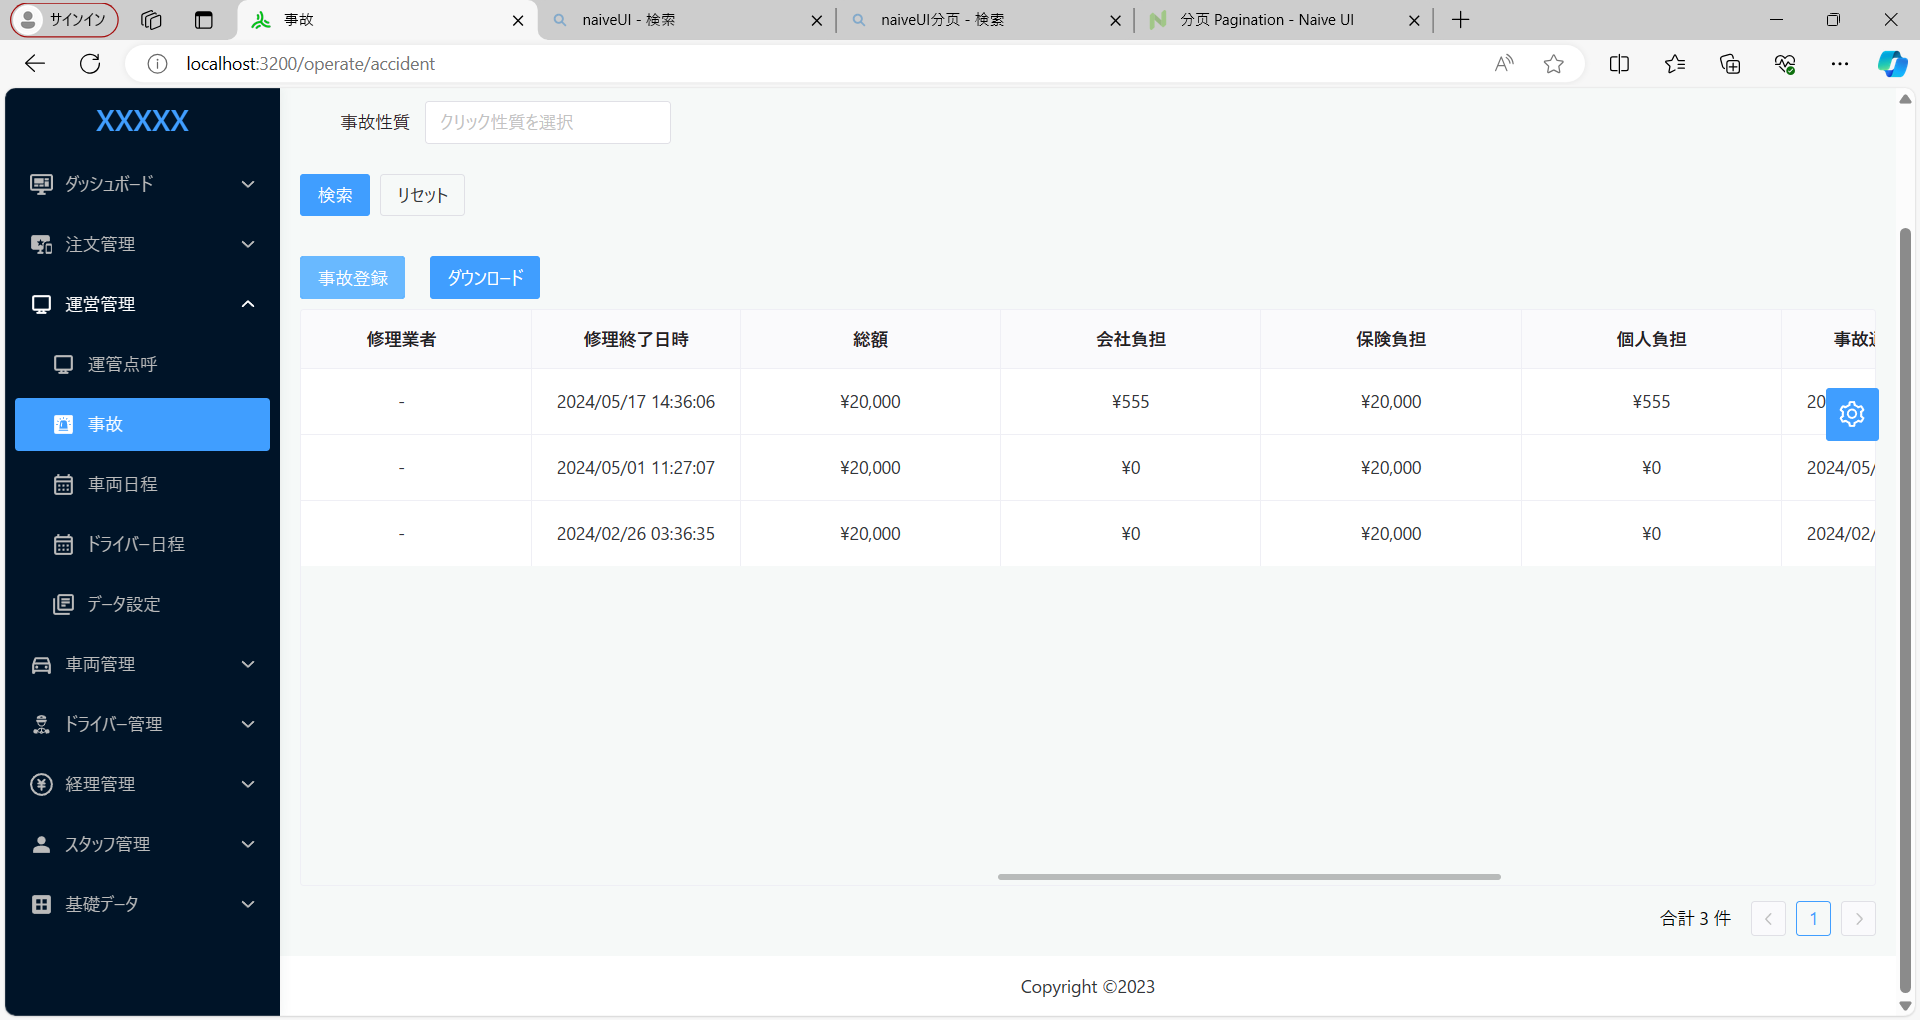 サインイン
事故
naiveUI - 検索
naiveUI分页 - 検索
分页 Pagination - Naive UI
localhost:3200/operate/accident
XXXXX
ダッシュボード
注文管理
運営管理
運管点呼
事故
車両日程
ドライバー日程
データ設定
車両管理
ドライバー管理
経理管理
スタッフ管理
基礎データ
事故性質 クリック性質を選択
検索 リセット
事故登録 ダウンロード
修理業者 修理終了日時 総額 会社負担 保険負担 個人負担 事故
- 2024/05/17 14:36:06 ¥20,000 ¥555 ¥20,000 ¥555 20
- 2024/05/01 11:27:07 ¥20,000 ¥0 ¥20,000 ¥0 2024/05/
- 2024/02/26 03:36:35 ¥20,000 ¥0 ¥20,000 ¥0 2024/02/
合計 3 件 1
Copyright ©2023